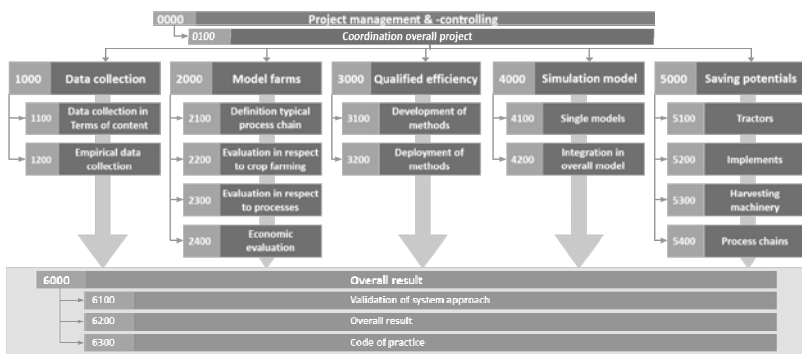 0000 Project management & -controlling
0100 Coordination overall project
1000 Data collection
1100 Data collection in
Terms of content
1200 Empirical data
collection
2000 Model farms
2100 Definition typical
process chain
2200 Evaluation in respect
to crop farming
2300 Evaluation in respect
to processes
2400 Economic
evaluation
3000 Qualified efficiency
3100 Development of
methods
3200 Deployment of
methods
4000 Simulation model
4100 Single models
4200 Integration in
overall model
5000 Saving potentials
5100 Tractors
5200 Implements
5300 Harvesting
machinery
5400 Process chains
6000 Overall result
6100 Validation of system approach
6200 Overall result
6300 Code of practice